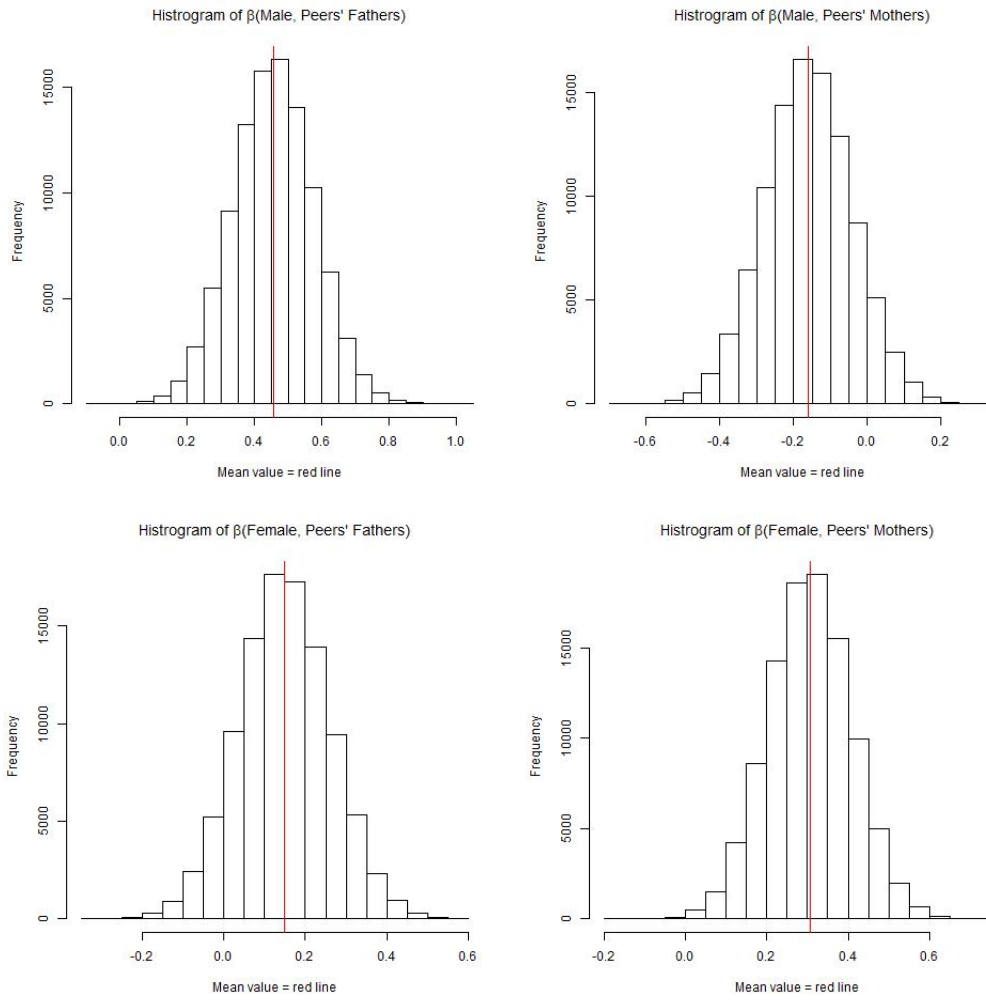 Histrogram of β(Male, Peers' Fathers)
Frequency
15000
10000
5000
0
0.0 0.2 0.4 0.6 0.8 1.0
Mean value = red line
Histrogram of β(Male, Peers' Mothers)
Frequency
15000
10000
5000
0
-0.6 -0.4 -0.2 0.0 0.2
Mean value = red line
Histrogram of β(Female, Peers' Fathers)
Frequency
15000
10000
5000
0
-0.2 0.0 0.2 0.4 0.6
Mean value = red line
Histrogram of β(Female, Peers' Mothers)
Frequency
15000
10000
5000
0
-0.2 0.0 0.2 0.4 0.6
Mean value = red line